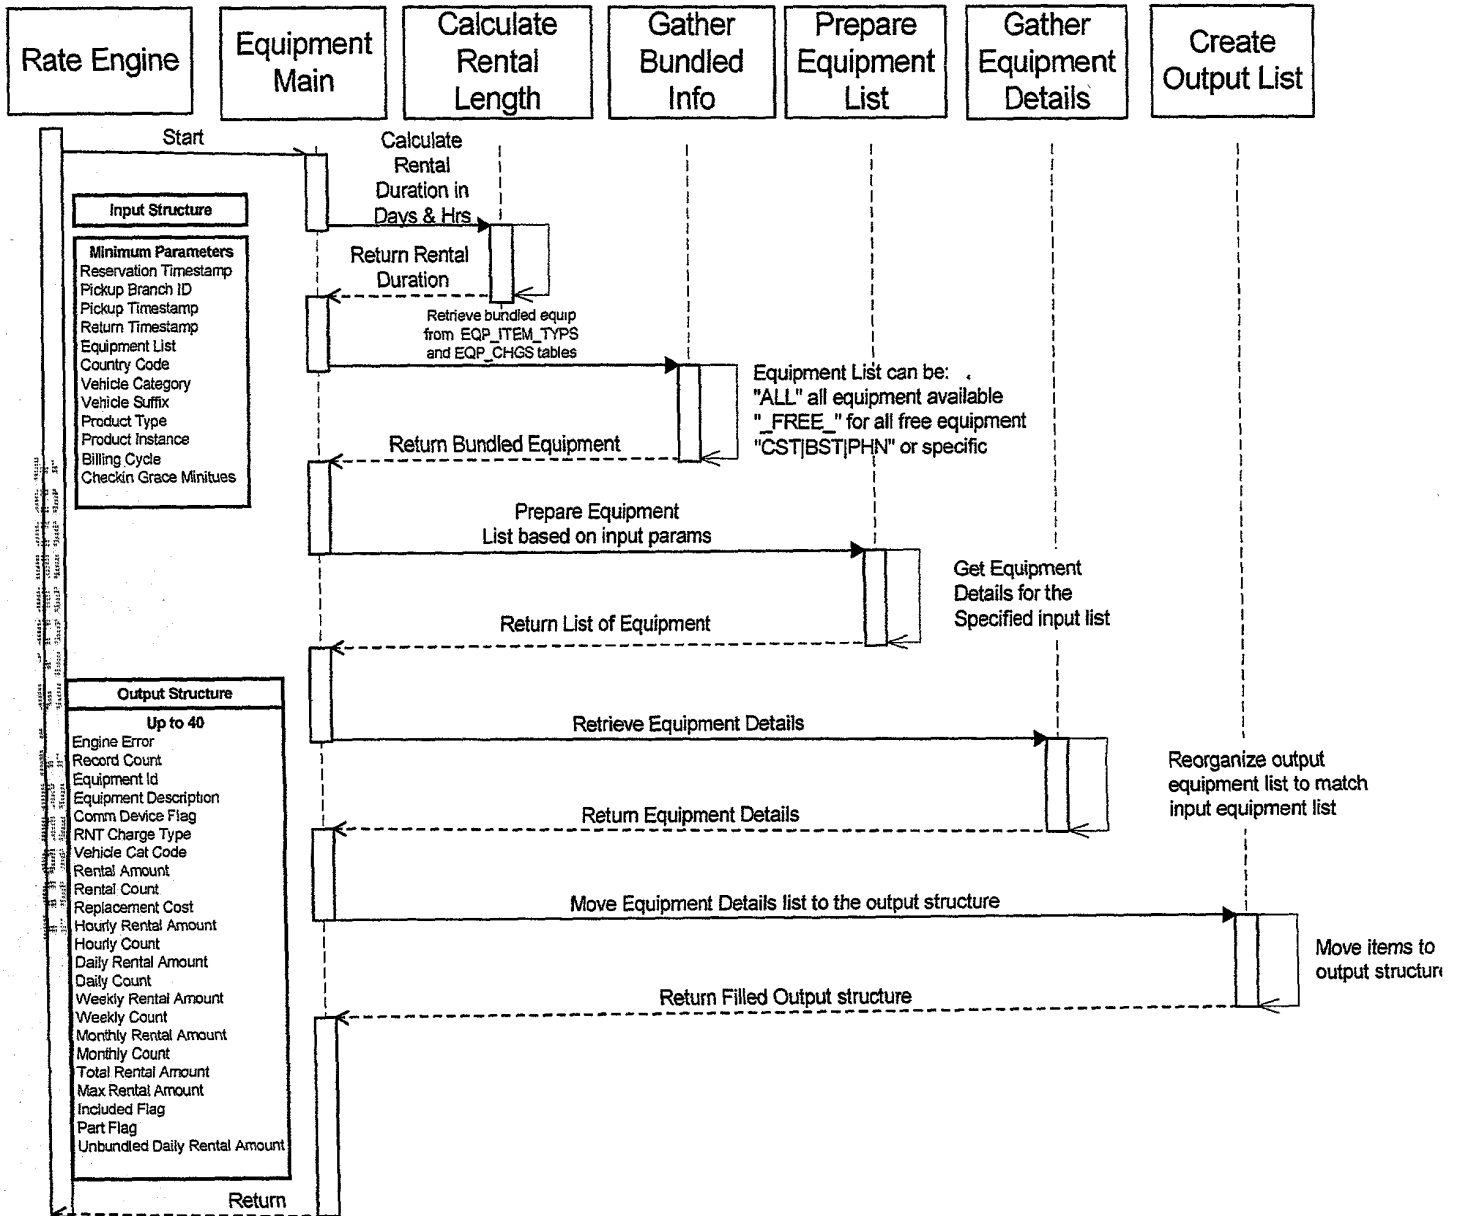 Rate Engine
Equipment
Main
Calculate
Rental
Length
Gather
Bundled
Info
Prepare
Equipment
List
Gather
Equipment
Details
Create
Output List
Start
Calculate
Rental
Duration in
Days & Hrs
Input Structure
Minimum Parameters
Reservation Timestamp
Pickup Branch ID
Pickup Timestamp
Return Timestamp
Equipment List
Country Code
Vehicle Category
Vehicle Suffix
Product Type
Product Instance
Billing Cycle
Checkin Grace Minitues
Return Rental
Duration
Retrieve bundled equip
from EQP_ITEM_TYPS
and EQP_CHGS tables
Equipment List can be:
"ALL" all equipment available
"_FREE_" for all free equipment
"CST|BST|PHN" or specific
Return Bundled Equipment
Prepare Equipment
List based on input params
Get Equipment
Details for the
Specified input list
Return List of Equipment
Output Structure
Up to 40
Engine Error
Record Count
Equipment Id
Equipment Description
Comm Device Flag
RNT Charge Type
Vehicle Cat Code
Rental Amount
Rental Count
Replacement Cost
Hourly Rental Amount
Hourly Count
Daily Rental Amount
Daily Count
Weekly Rental Amount
Weekly Count
Monthly Rental Amount
Monthly Count
Total Rental Amount
Max Rental Amount
Included Flag
Part Flag
Unbundled Daily Rental Amount
Retrieve Equipment Details
Reorganize output
equipment list to match
input equipment list
Return Equipment Details
Move Equipment Details list to the output structure
Move items to
output structure
Return Filled Output structure
Return